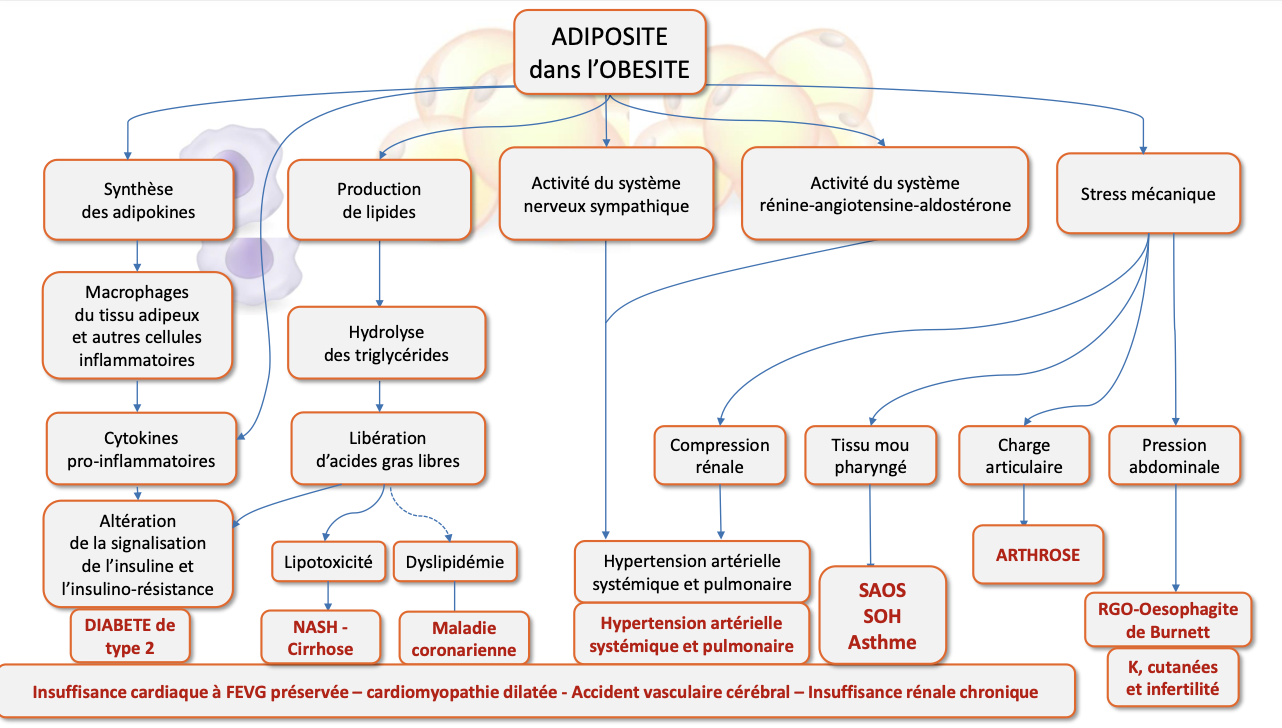 ADIPOSITE
dans l’OBESITE
Synthèse
des adipokines
Production
de lipides
Activité du système
nerveux sympathique
Activité du système
rénine-angiotensine-aldostérone
Stress mécanique
Macrophages
du tissu adipeux
et autres cellules
inflammatoires
Hydrolyse
des triglycérides
Cytokines
pro-inflammatoires
Libération
d’acides gras libres
Compression
rénale
Tissu mou
pharyngé
Charge
articulaire
Pression
abdominale
Altération
de la signalisation
de l’insuline et
l’insulino-résistance
Lipotoxicité
Dyslipidémie
Hypertension artérielle
systémique et pulmonaire
ARTHROSE
SAOS
SOH
Asthme
DIABETE de
type 2
NASH -
Cirrhose
Maladie
coronarienne
Hypertension artérielle
systémique et pulmonaire
RGO-Oesophagite
de Burnett
K, cutanées
et infertilité
Insuffisance cardiaque à FEVG préservée – cardiomyopathie dilatée - Accident vasculaire cérébral – Insuffisance rénale chronique